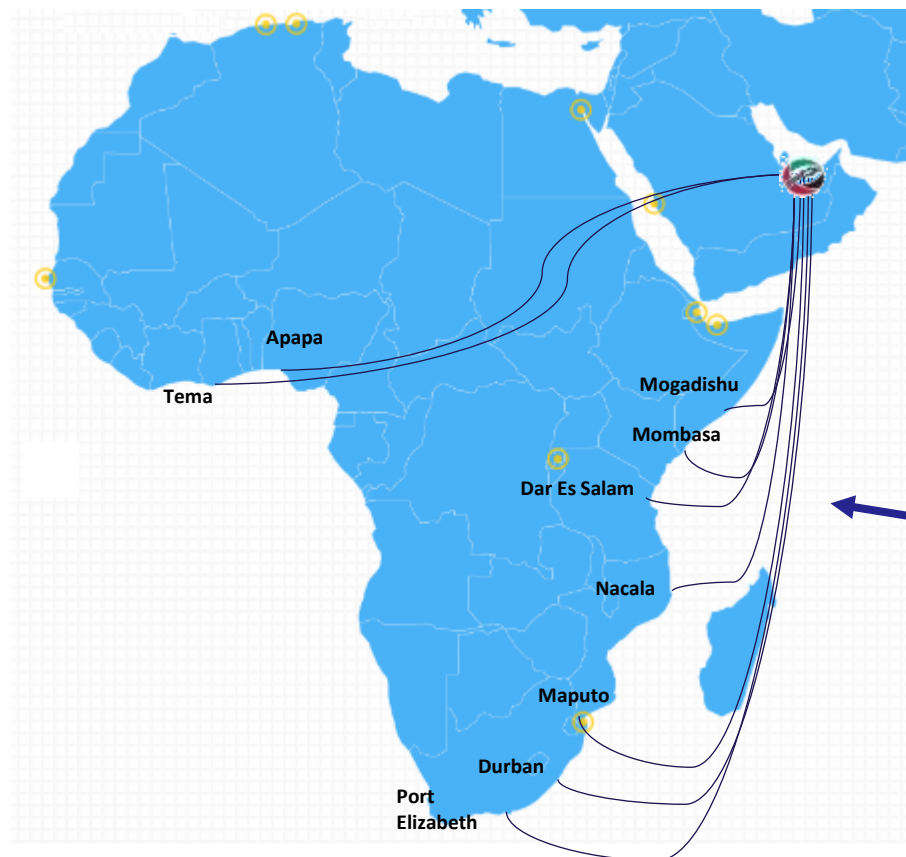 Apapa
Tema
Mogadishu
Mombasa
Dar Es Salam
Nacala
Maputo
Durban
Port
Elizabeth